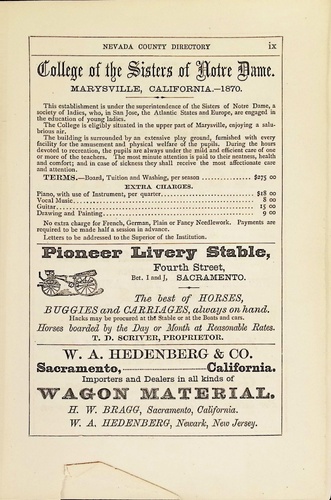 NEVADA COUNTY DIRECTORY ix
College of the Sisters of Notre Dame.
MARYSVILLE, CALIFORNIA.—1870.
This establishment is under the superintendence of the Sisters of Notre Dame, a
society of ladies, who, in San Jose, the Atlantic States and Europe, are engaged in
the education of young ladies.
The College is eligibly situated in the upper part of Marysville, enjoying a salu-
brious air.
The building is surrounded by an extensive play ground, furnished with every
facility for the amusement and physical welfare of the pupils. During the hours
devoted to recreation, the pupils are always under the mild and efficient care of one
or more of the teachers. The most minute attention is paid to their neatness, health
and comfort; and in case of sickness they shall receive the most affectionate care
and attention.
TERMS,—Board, Tuition and Washing, per season $275 00
EXTRA CHARGES.
Piano, with use of Instrument, per quarter $18 00
Vocal Music 8 00
Guitar 15 00
Drawing and Painting 9 00
No extra charge for French, German, Plain or Fancy Needlework. Payments are
required to be made half a session in advance.
Letters to be addressed to the Superior of the Institution.
Pioneer Livery Stable,
Fourth Street,
Bet. I and J, SACRAMENTO.
The best of HORSES,
BUGGIES and CARRIAGES, always on hand.
Hacks may be procured at the Stable or at the Boats and cars.
Horses boarded by the Day or Month at Reasonable Rates.
T. D. SCRIVER, PROPRIETOR.
W. A. HEDENBERG & CO.
Sacramento, California.
Importers and Dealers in all kinds of
WAGON MATERIAL.
H. W. BRAGG, Sacramento, California.
W. A. HEDENBERG, Newark, New Jersey.